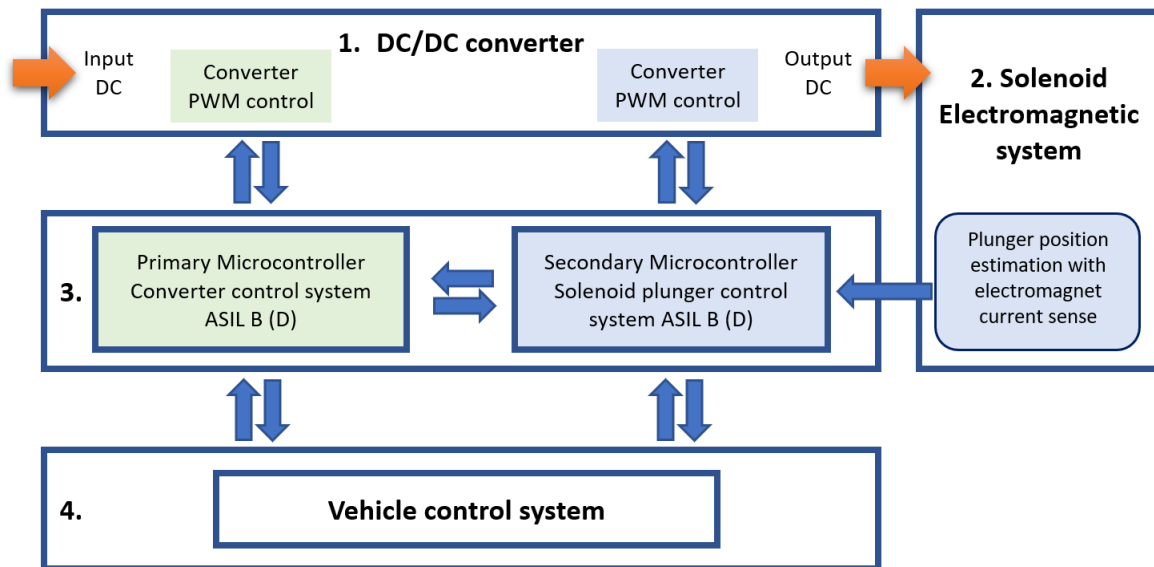 1. DC/DC converter
Input
DC
Converter
PWM control
Converter
PWM control
Output
DC
2. Solenoid
Electromagnetic
system
3.
Primary Microcontroller
Converter control system
ASIL B (D)
Secondary Microcontroller
Solenoid plunger control
system ASIL B (D)
Plunger position
estimation with
electromagnet
current sense
4.
Vehicle control system